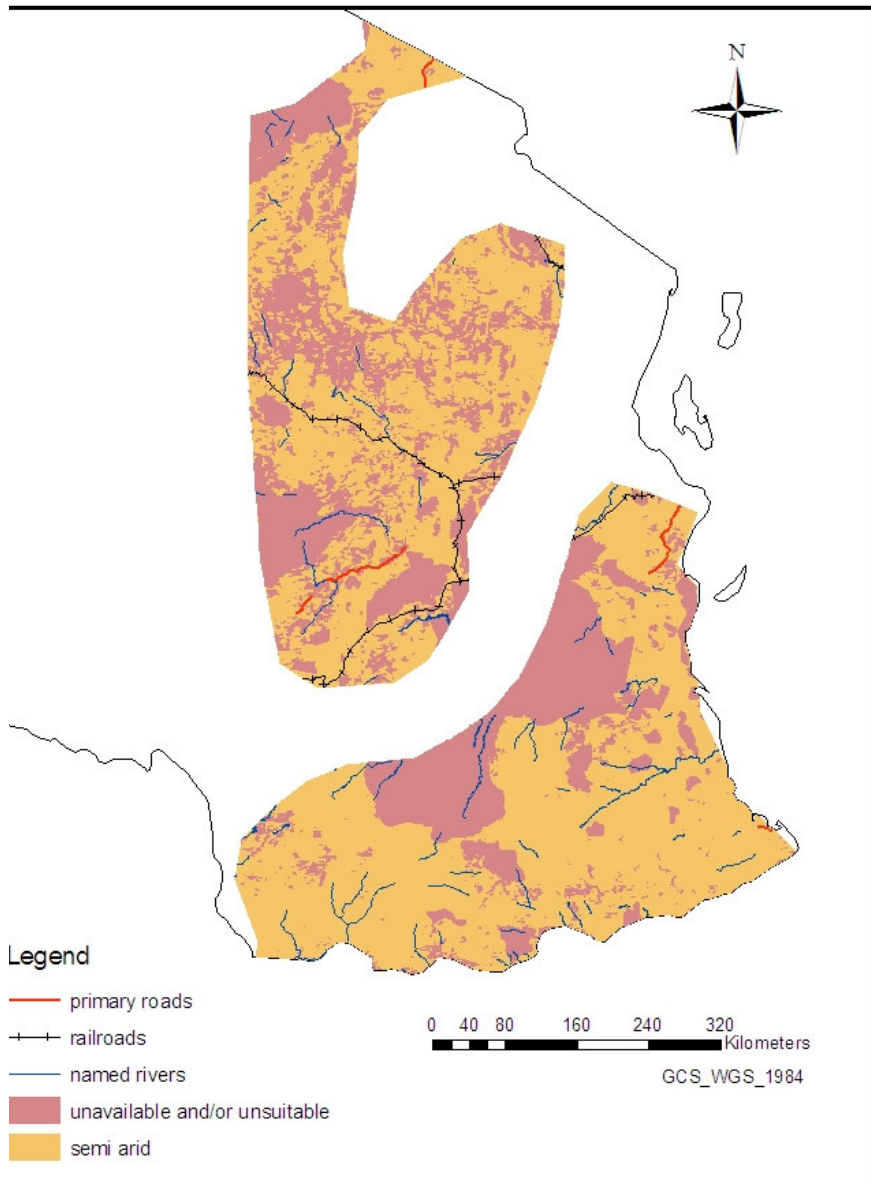 N
Legend
primary roads
railroads
named rivers
unavailable and/or unsuitable
semi arid
0 40 80 160 240 320
Kilometers
GCS_WGS_1984